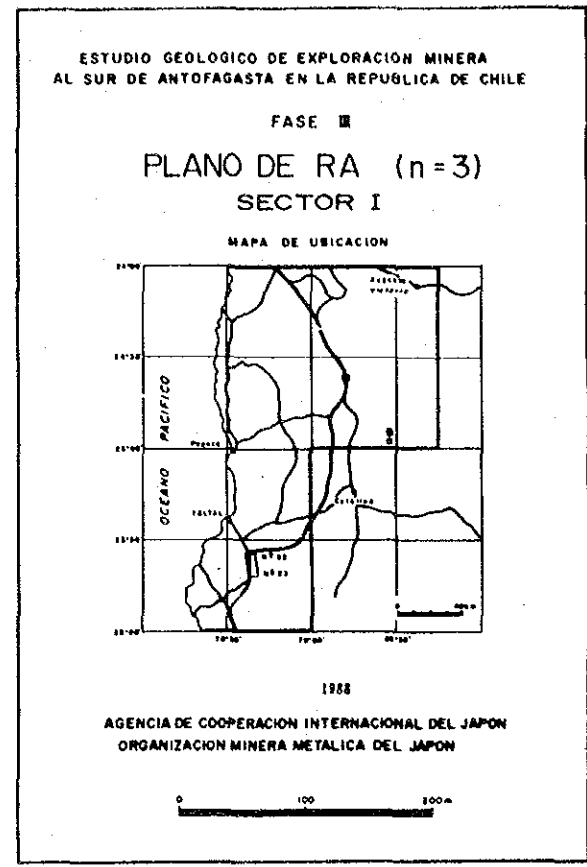 ESTUDIO GEOLOGICO DE EXPLORACION MINERA
AL SUR DE ANTOFAGASTA EN LA REPUBLICA DE CHILE
FASE III
PLANO DE RA (n=3)
SECTOR I
MAPA DE UBICACION
OCEANO PACIFICO
TALTAL
Catalina
1988
AGENCIA DE COOPERACION INTERNACIONAL DEL JAPON
ORGANIZACION MINERA METALICA DEL JAPON
0 100 200m